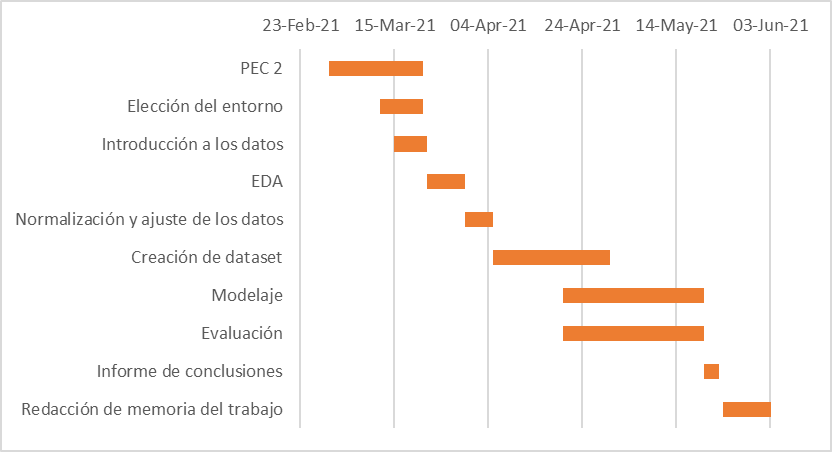 23-Feb-21 15-Mar-21 04-Apr-21 24-Apr-21 14-May-21 03-Jun-21
PEC 2
Elección del entorno
Introducción a los datos
EDA
Normalización y ajuste de los datos
Creación de dataset
Modelaje
Evaluación
Informe de conclusiones
Redacción de memoria del trabajo